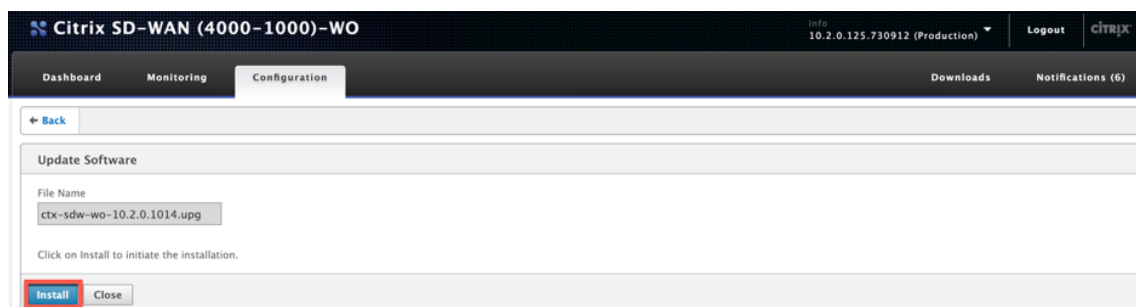 Citrix SD-WAN (4000-1000)-WO
Info
10.2.0.125.730912 (Production)
Logout
CİTRIX
Dashboard Monitoring Configuration Downloads Notifications (6)
← Back
Update Software
File Name
ctx-sdw-wo-10.2.0.1014.upg
Click on Install to initiate the installation.
Install Close